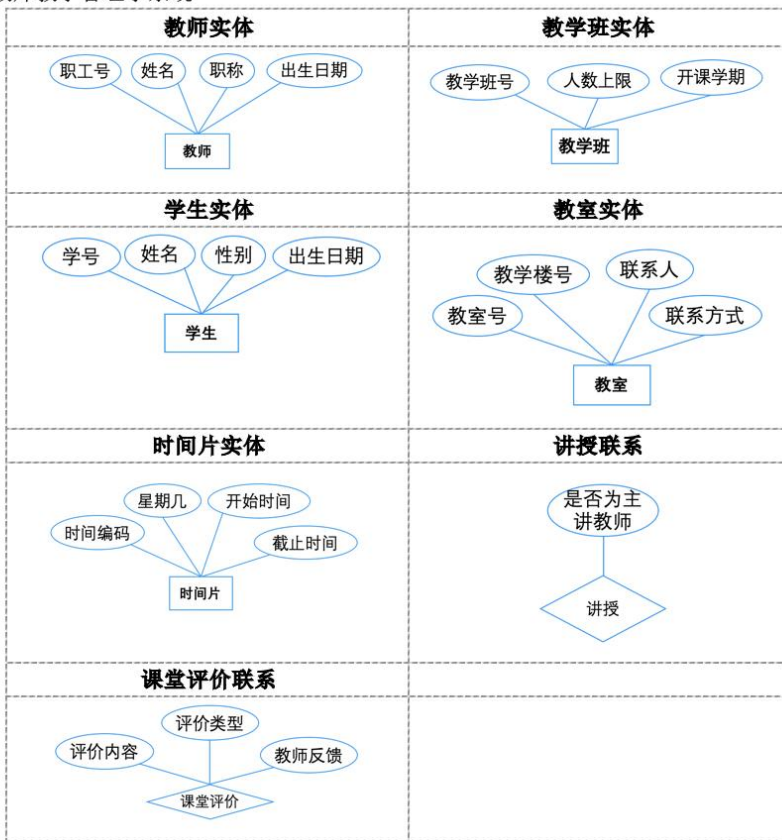 教师实体
教学班实体
职工号 姓名 职称 出生日期
教师
教学班号 人数上限 开课学期
教学班
学生实体
教室实体
学号 姓名 性别 出生日期
学生
教室号 教学楼号 联系人 联系方式
教室
时间片实体
讲授联系
时间编码 星期几 开始时间 截止时间
时间片
是否为主
讲教师
讲授
课堂评价联系
评价内容 评价类型 教师反馈
课堂评价